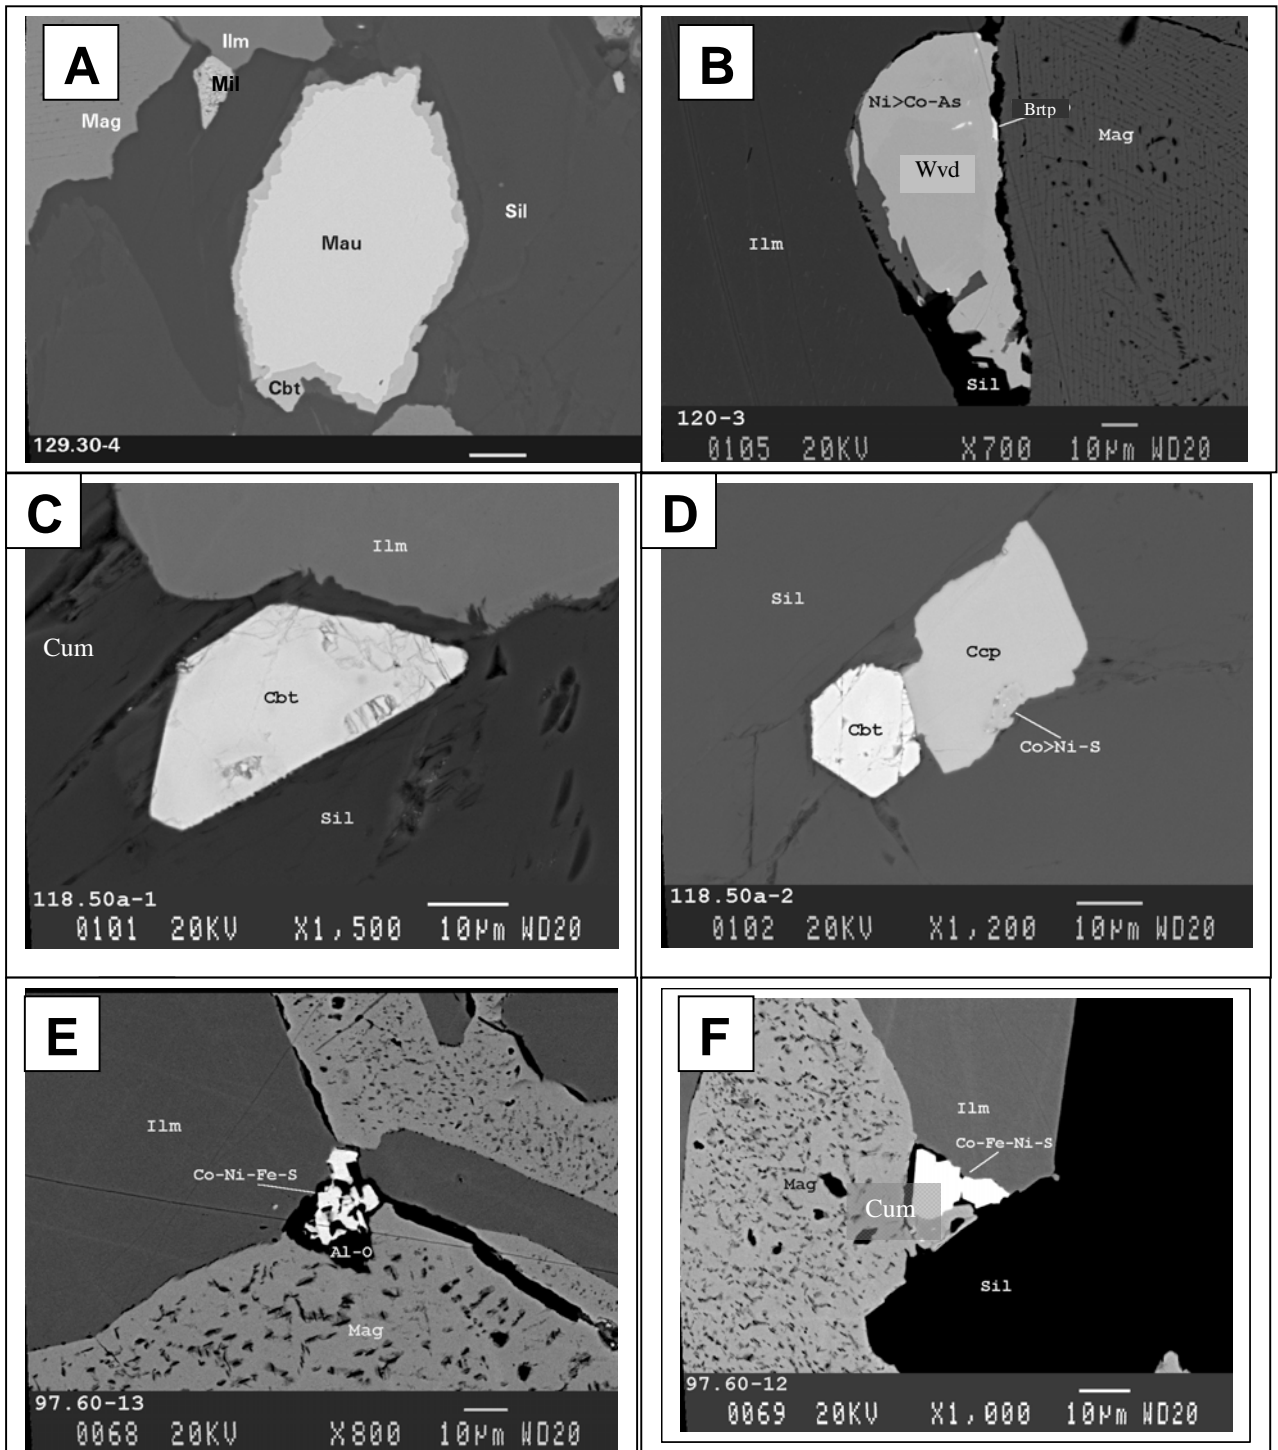 A
Ilm
Mil
Mag
Sil
Mau
Cbt
129.30-4
B
Ni>Co-As
Brtp
Mag
Wvd
Ilm
Sil
120-3
0105 20KV X700 10µm WD20
C
Ilm
Cum
Cbt
Sil
118.50a-1
0101 20KV X1,500 10µm WD20
D
Sil
Ccp
Cbt
Co>Ni-S
118.50a-2
0102 20KV X1,200 10µm WD20
E
Ilm
Co-Ni-Fe-S
Al-O
Mag
97.60-13
0068 20KV X800 10µm WD20
F
Ilm
Co-Fe-Ni-S
Mag
Cum
Sil
97.60-12
0069 20KV X1,000 10µm WD20